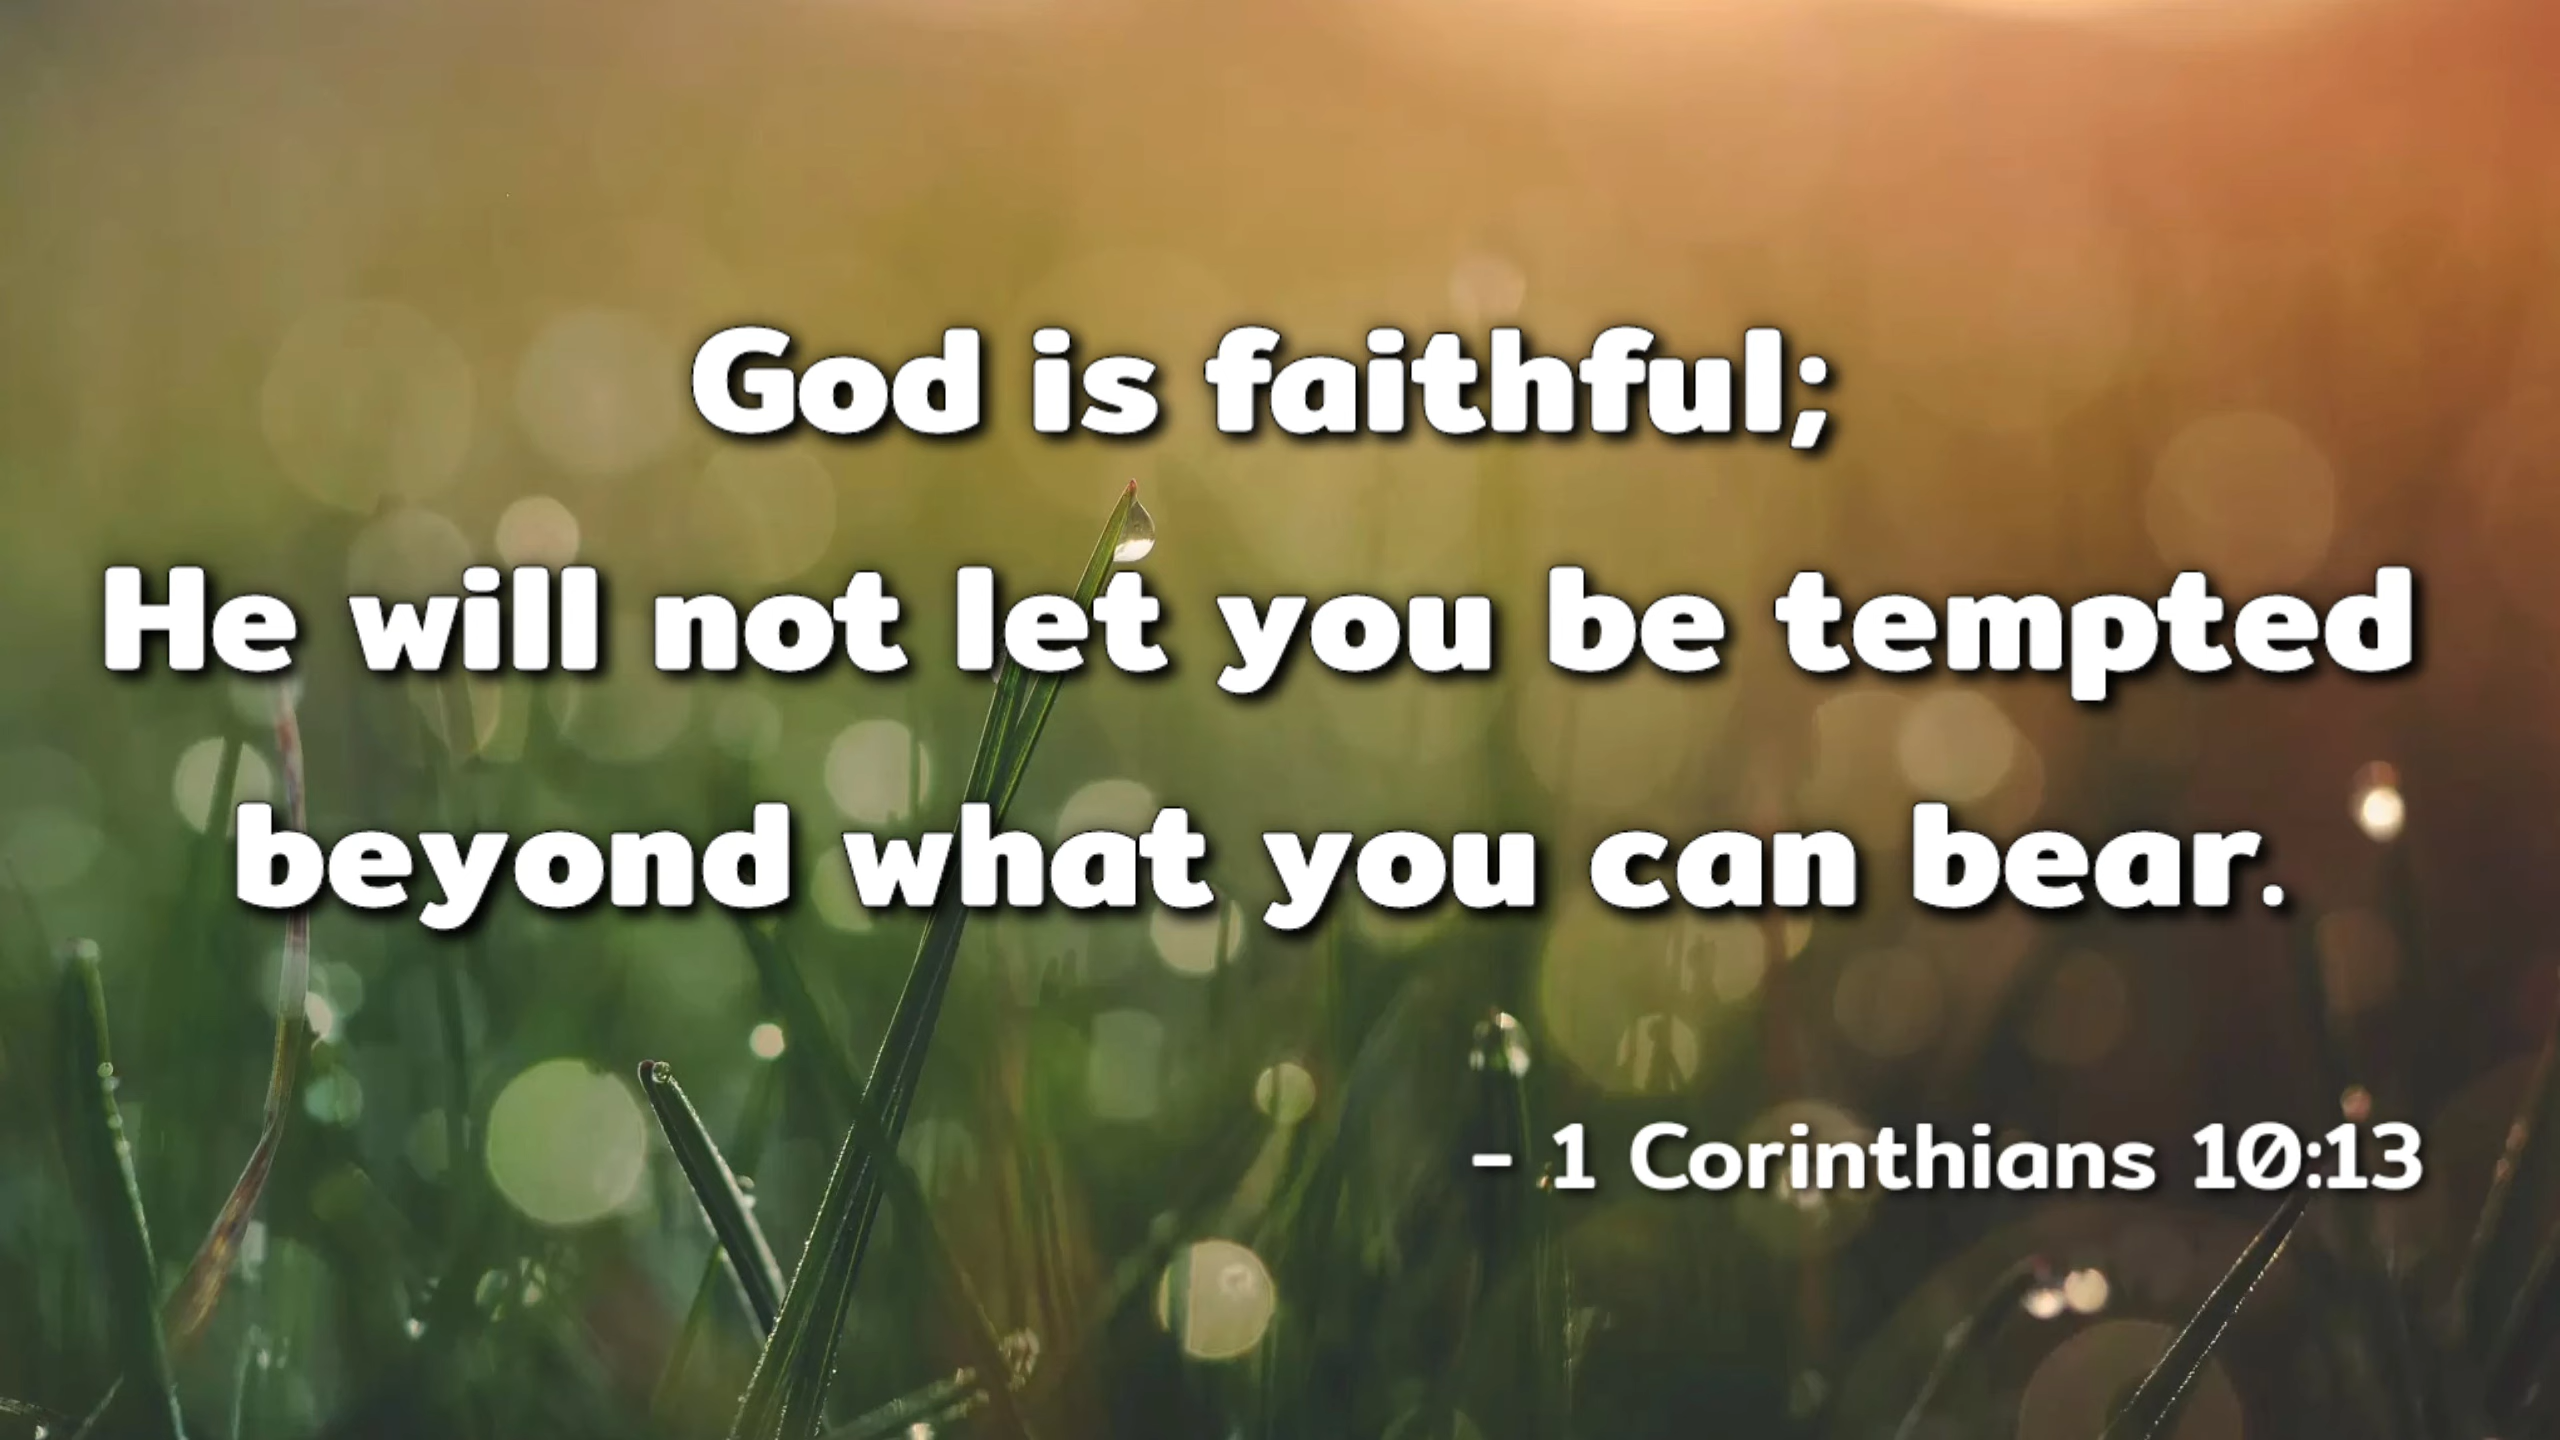 God is faithful;
He will not let you be tempted
beyond what you can bear.
– 1 Corinthians 10:13